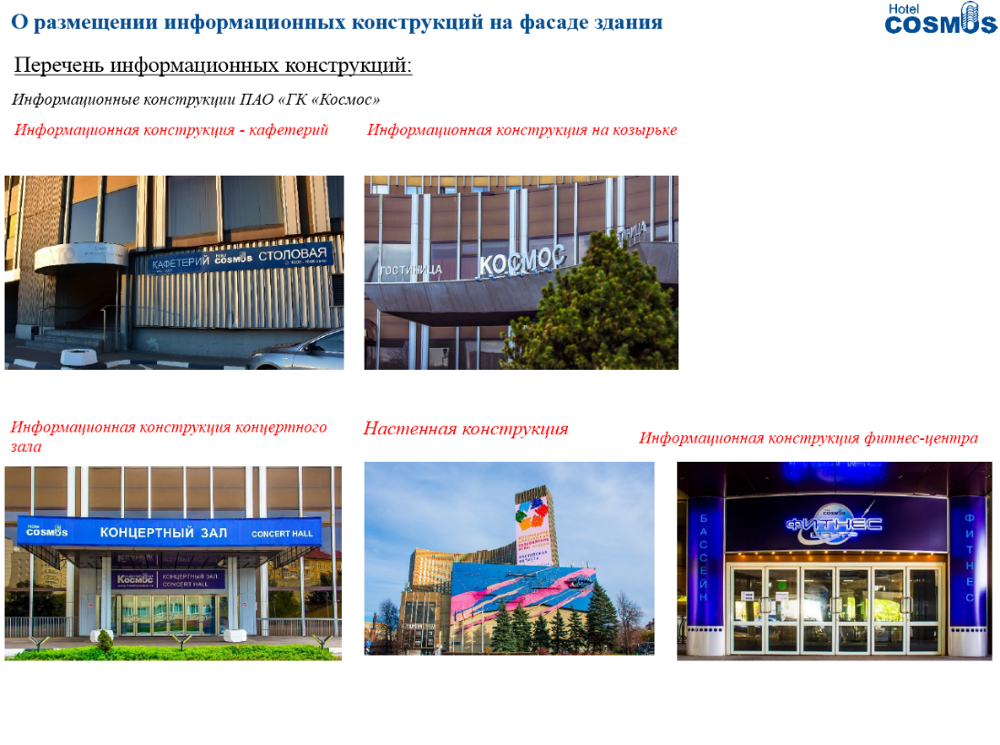 О размещении информационных конструкций на фасаде здания
Hotel
COSMOS
Перечень информационных конструкций:
Информационные конструкции ПАО «ГК «Космос»
Информационная конструкция - кафетерий
Информационная конструкция на козырьке
КАФЕТЕРИЙ Hotel COSMOS СТОЛОВАЯ
ГОСТИНИЦА КОСМОС
Информационная конструкция концертного
зала
Настенная конструкция
Информационная конструкция фитнес-центра
Hotel
COSMOS КОНЦЕРТНЫЙ ЗАЛ CONCERT HALL
Космос КОНЦЕРТНЫЙ ЗАЛ
CONCERT HALL
COSMOS
ФИТНЕС
ЦЕНТР
БАССЕЙН
ФИТНЕС